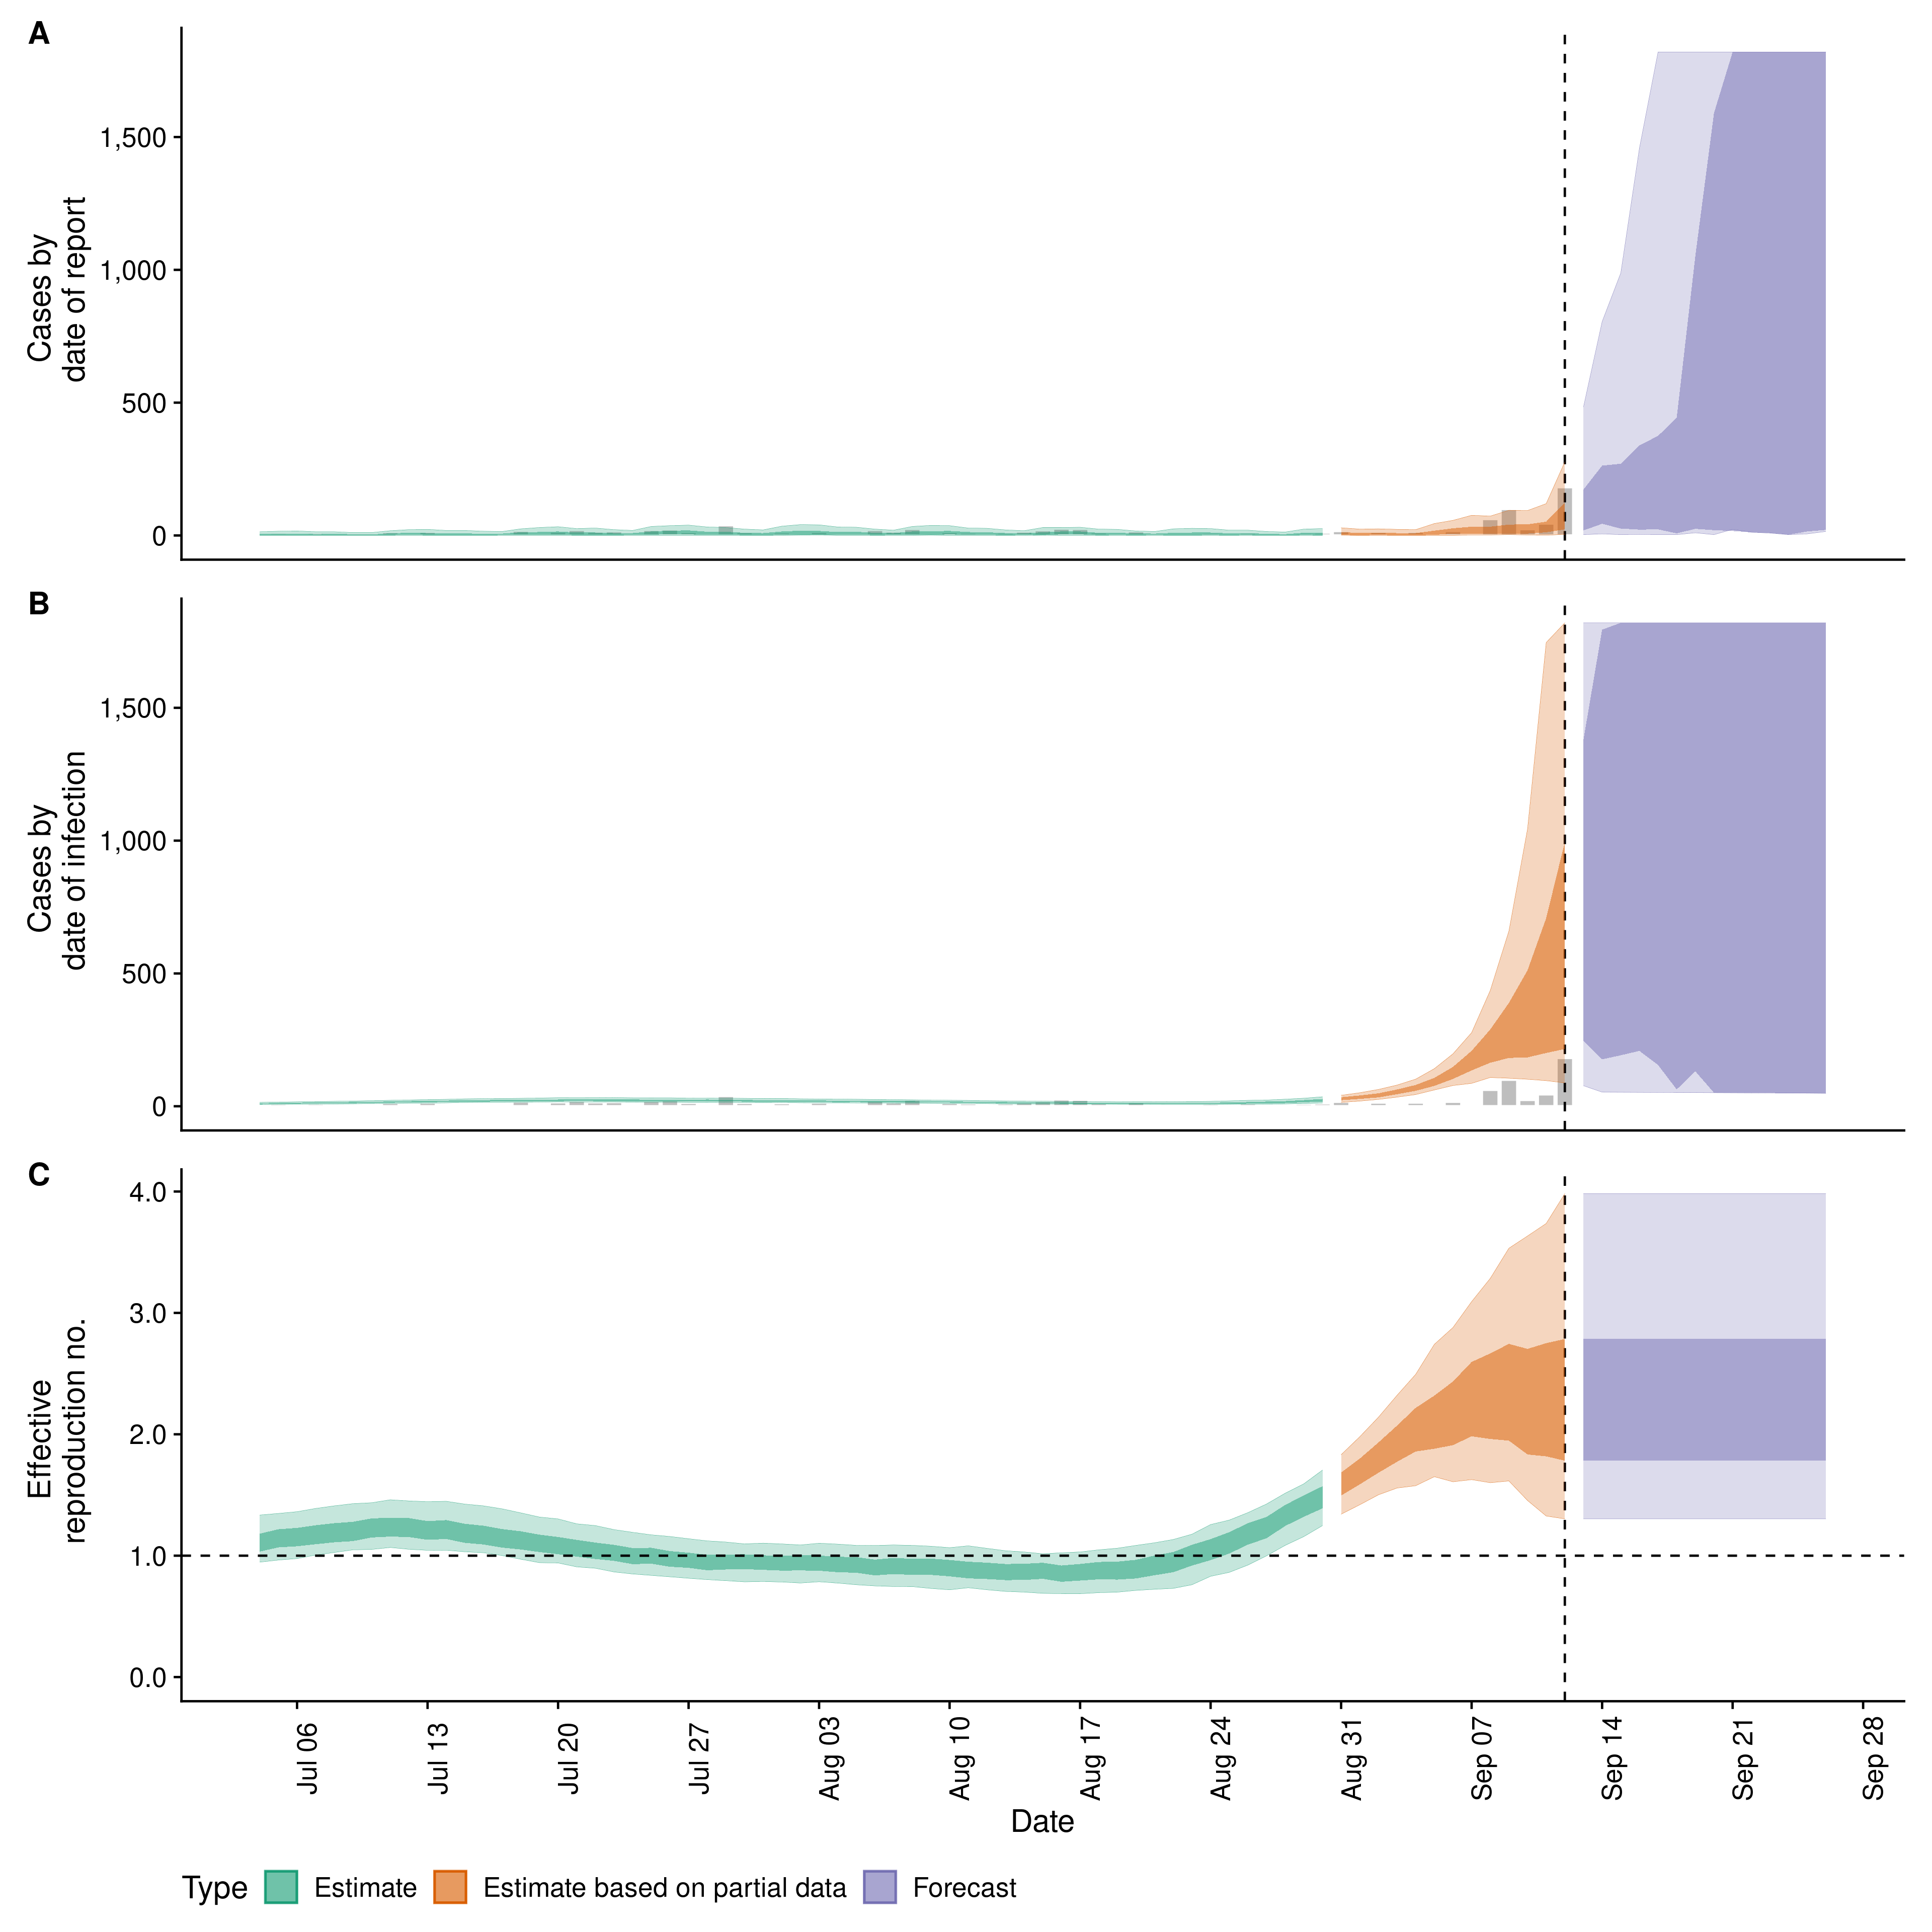 A
Cases by
date of report
1,500
1,000
500
0
B
Cases by
date of infection
1,500
1,000
500
0
C
Effective
reproduction no.
4.0
3.0
2.0
1.0
0.0
Jul 06
Jul 13
Jul 20
Jul 27
Aug 03
Aug 10
Aug 17
Aug 24
Aug 31
Sep 07
Sep 14
Sep 21
Sep 28
Date
Type Estimate Estimate based on partial data Forecast